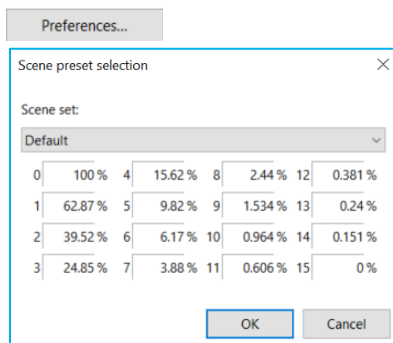 Preferences...
Scene preset selection
Scene set:
Default
0 100 % 4 15.62 % 8 2.44 % 12 0.381 %
1 62.87 % 5 9.82 % 9 1.534 % 13 0.24 %
2 39.52 % 6 6.17 % 10 0.964 % 14 0.151 %
3 24.85 % 7 3.88 % 11 0.606 % 15 0 %
OK Cancel